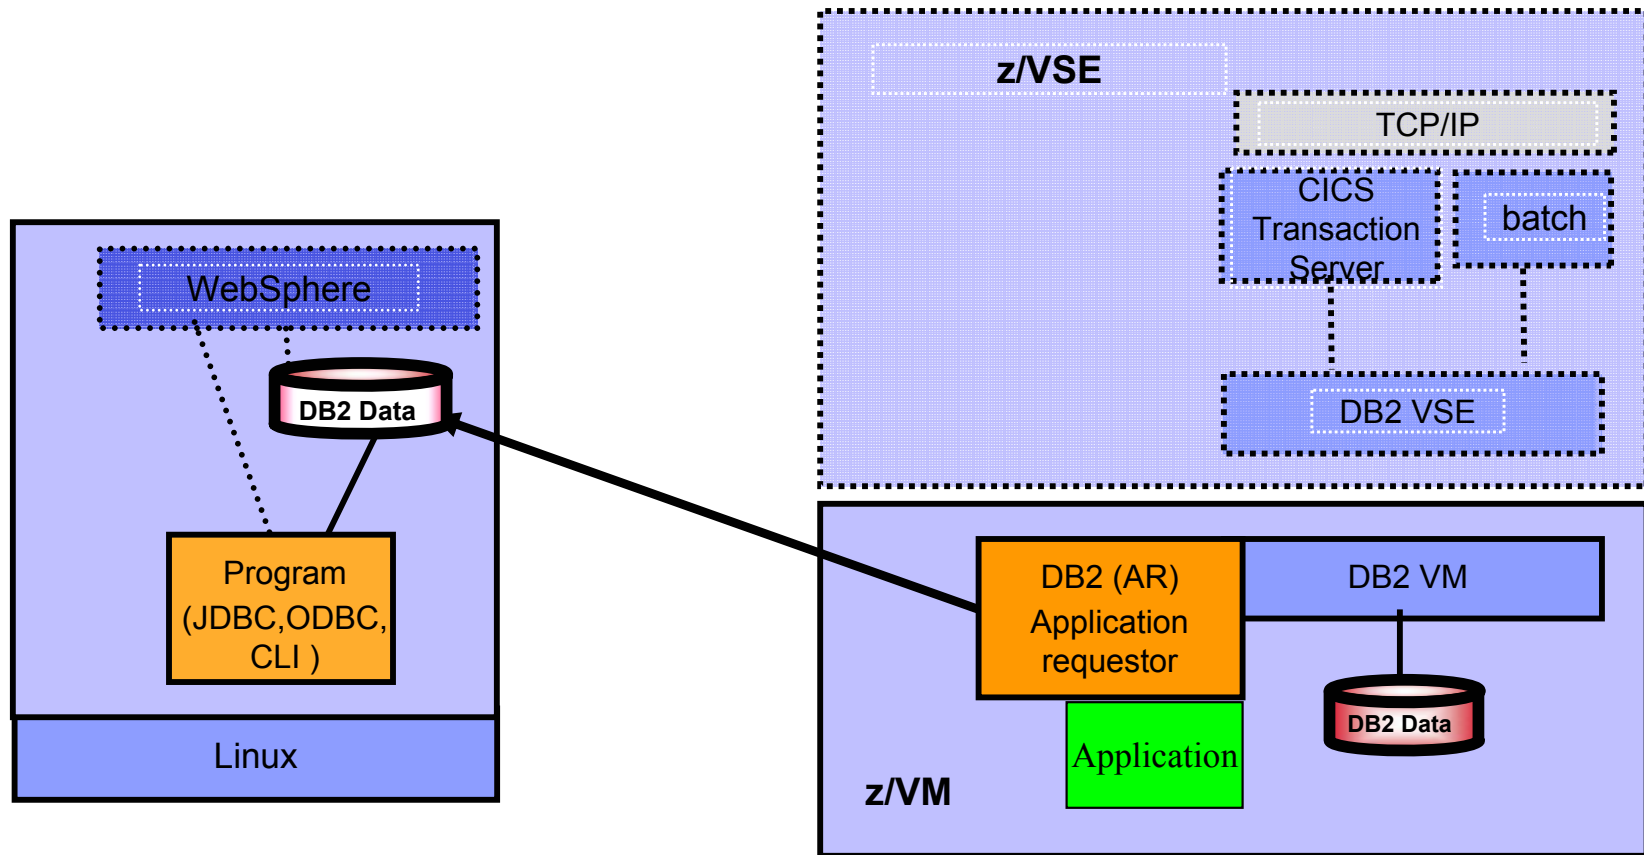 z/VSE
TCP/IP
CICS
Transaction
Server
batch
DB2 VSE
WebSphere
DB2 Data
Program
(JDBC,ODBC,
CLI )
Linux
DB2 (AR)
Application
requestor
DB2 VM
DB2 Data
Application
z/VM